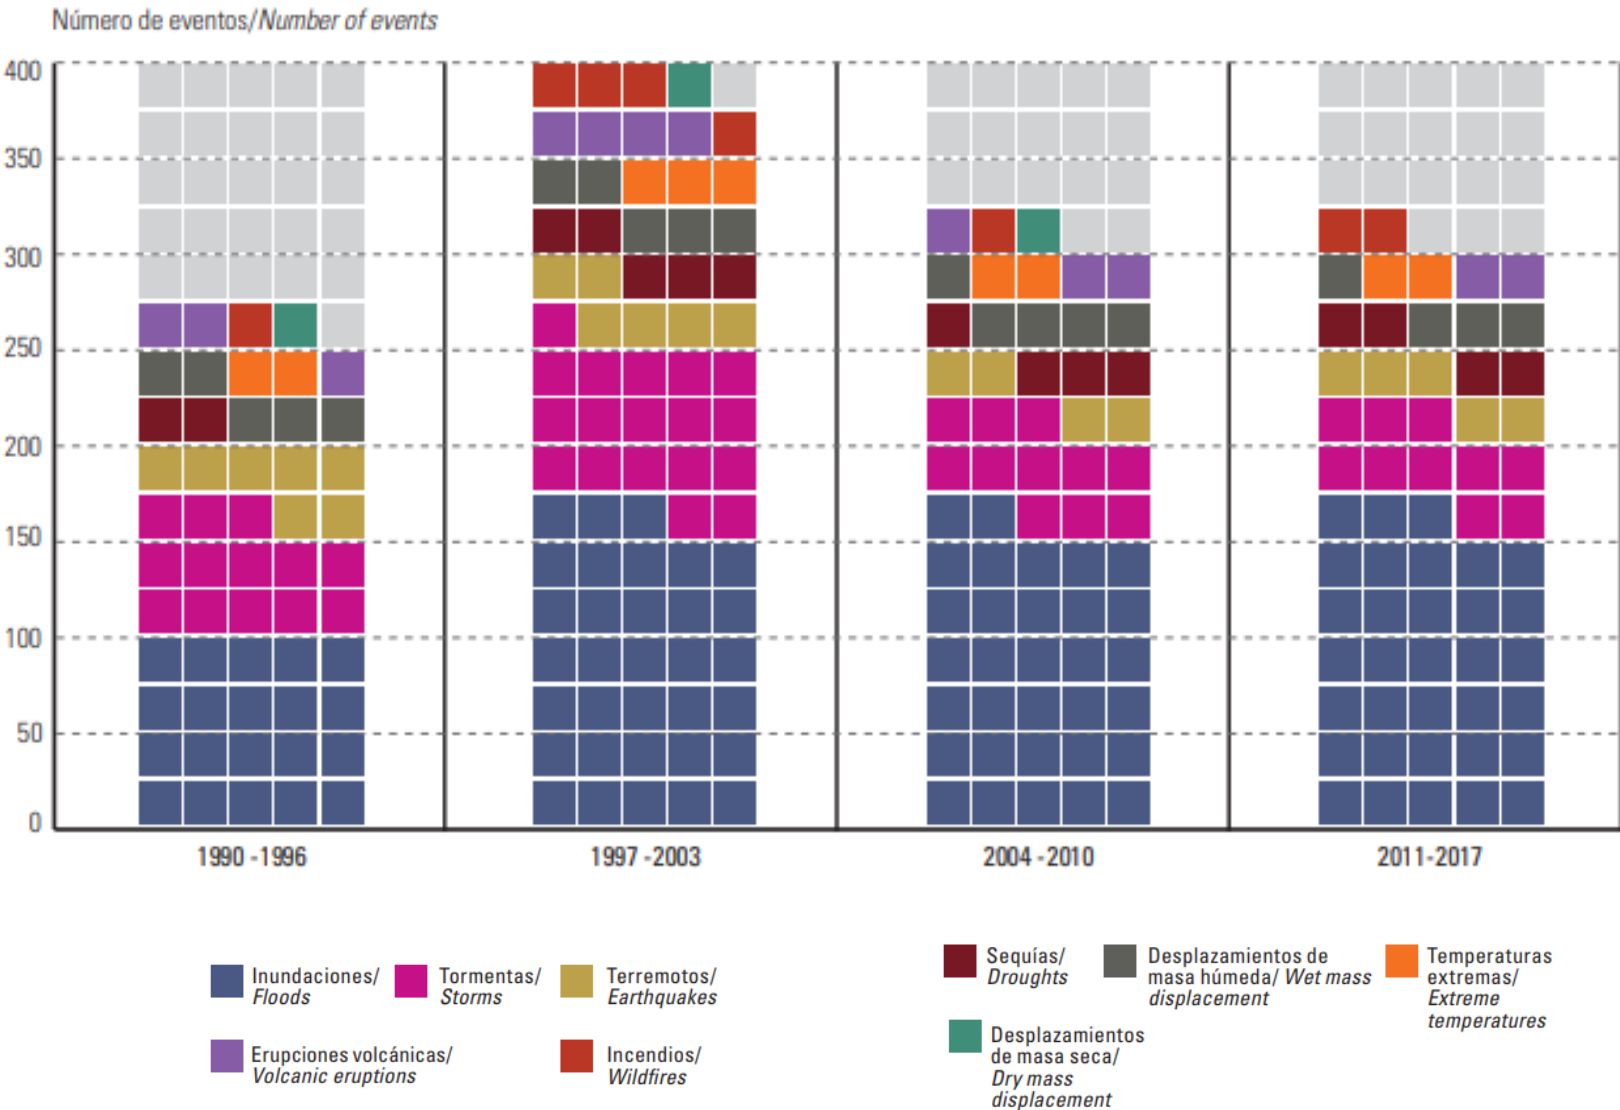 Número de eventos/Number of events
400
350
300
250
200
150
100
50
0
1990 -1996
1997 -2003
2004 -2010
2011-2017
Inundaciones/
Floods
Tormentas/
Storms
Terremotos/
Earthquakes
Erupciones volcánicas/
Volcanic eruptions
Incendios/
Wildfires
Sequías/
Droughts
Desplazamientos de
masa húmeda/ Wet mass
displacement
Temperaturas
extremas/
Extreme
temperatures
Desplazamientos
de masa seca/
Dry mass
displacement